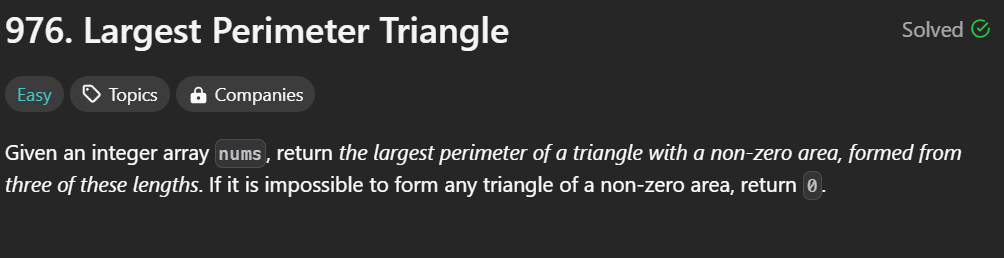 976. Largest Perimeter Triangle
Solved
Easy
Topics
Companies
Given an integer array nums, return the largest perimeter of a triangle with a non-zero area, formed from
three of these lengths. If it is impossible to form any triangle of a non-zero area, return 0.